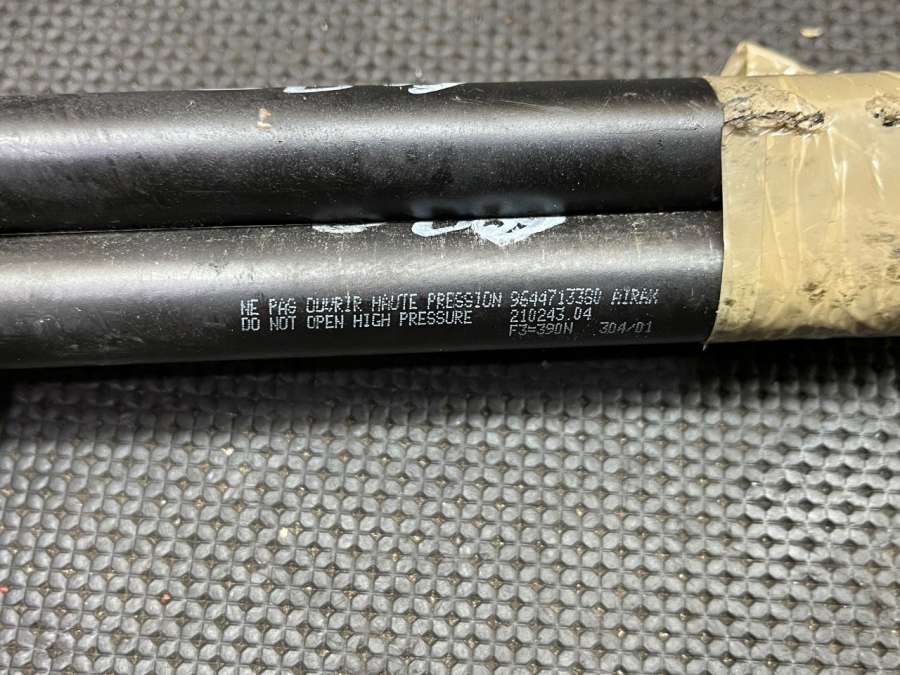 NE PAS OUVRIR HAUTE PRESSION 9644713380 AIRAX
DO NOT OPEN HIGH PRESSURE 210243.04
F3=390N 304/01